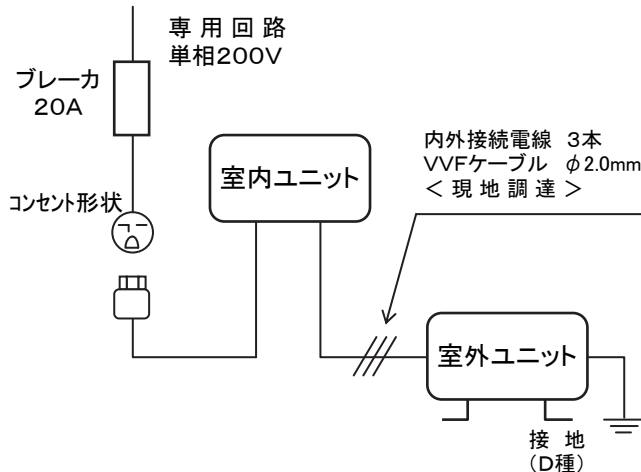 専用回路
単相200V
ブレーカ
20A
コンセント形状
室内ユニット
内外接続電線 3本
VVFケーブル φ2.0mm
<現地調達>
室外ユニット
接地
(D種)